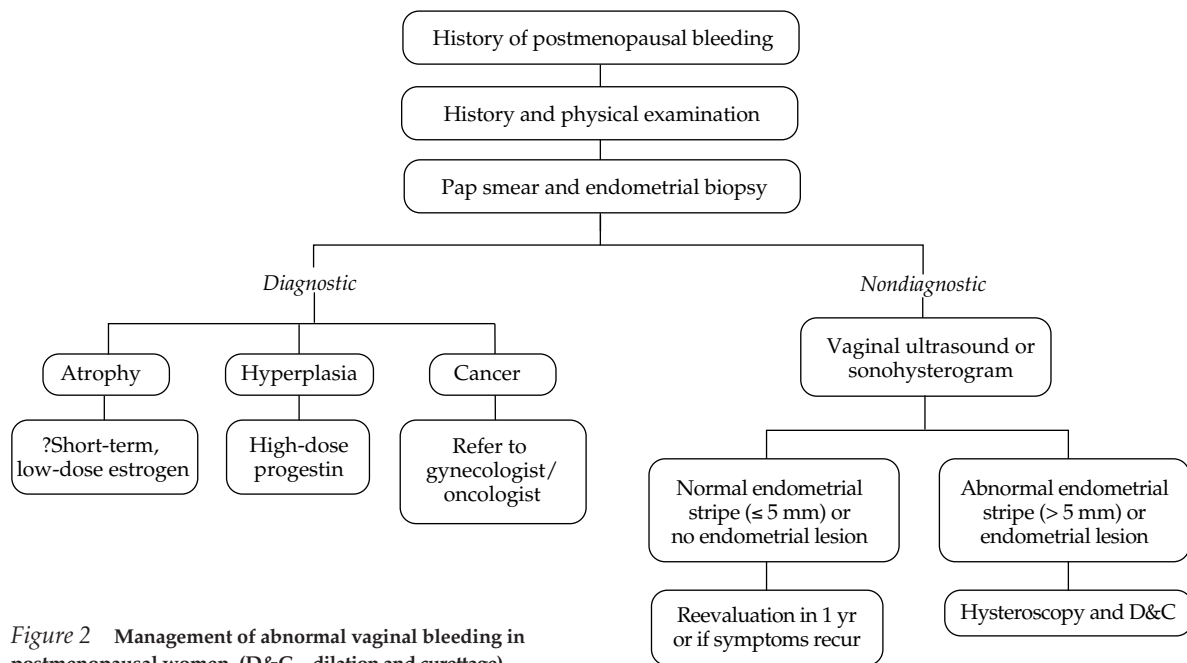 History of postmenopausal bleeding
History and physical examination
Pap smear and endometrial biopsy
Diagnostic
Nondiagnostic
Atrophy
Hyperplasia
Cancer
?Short-term,
low-dose estrogen
High-dose
progestin
Refer to
gynecologist/
oncologist
Vaginal ultrasound or
sonohysterogram
Normal endometrial
stripe (≤ 5 mm) or
no endometrial lesion
Abnormal endometrial
stripe (> 5 mm) or
endometrial lesion
Reevaluation in 1 yr
or if symptoms recur
Hysteroscopy and D&C
Figure 2 Management of abnormal vaginal bleeding in
postmenopausal women. (D&C—dilation and curettage)